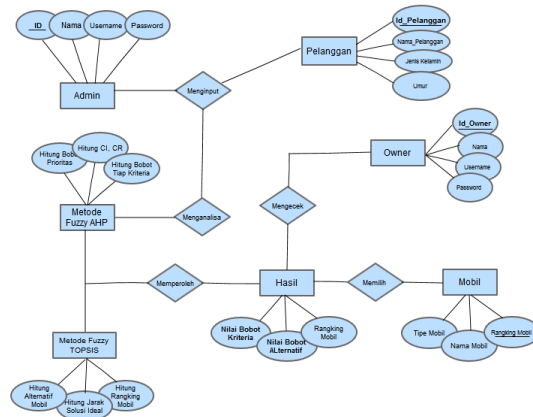 ID
Nama
Username
Password
Admin
Menginput
Pelanggan
Id_Pelanggan
Nama_Pelanggan
Jenis Kelamin
Umur
Hitung Bobot
Prioritas
Hitung CI, CR
Hitung Bobot
Tiap Kriteria
Metode
Fuzzy AHP
Menganalisa
Mengecek
Owner
Id_Owner
Nama
Username
Password
Memperoleh
Hasil
Memilih
Mobil
Nilai Bobot
Kriteria
Nilai Bobot
ALternatif
Rangking
Mobil
Tipe Mobil
Nama Mobil
Rangking Mobil
Metode Fuzzy
TOPSIS
Hitung
Alternatif
Mobil
Hitung Jarak
Solusi Ideal
Hitung
Rangking
Mobil